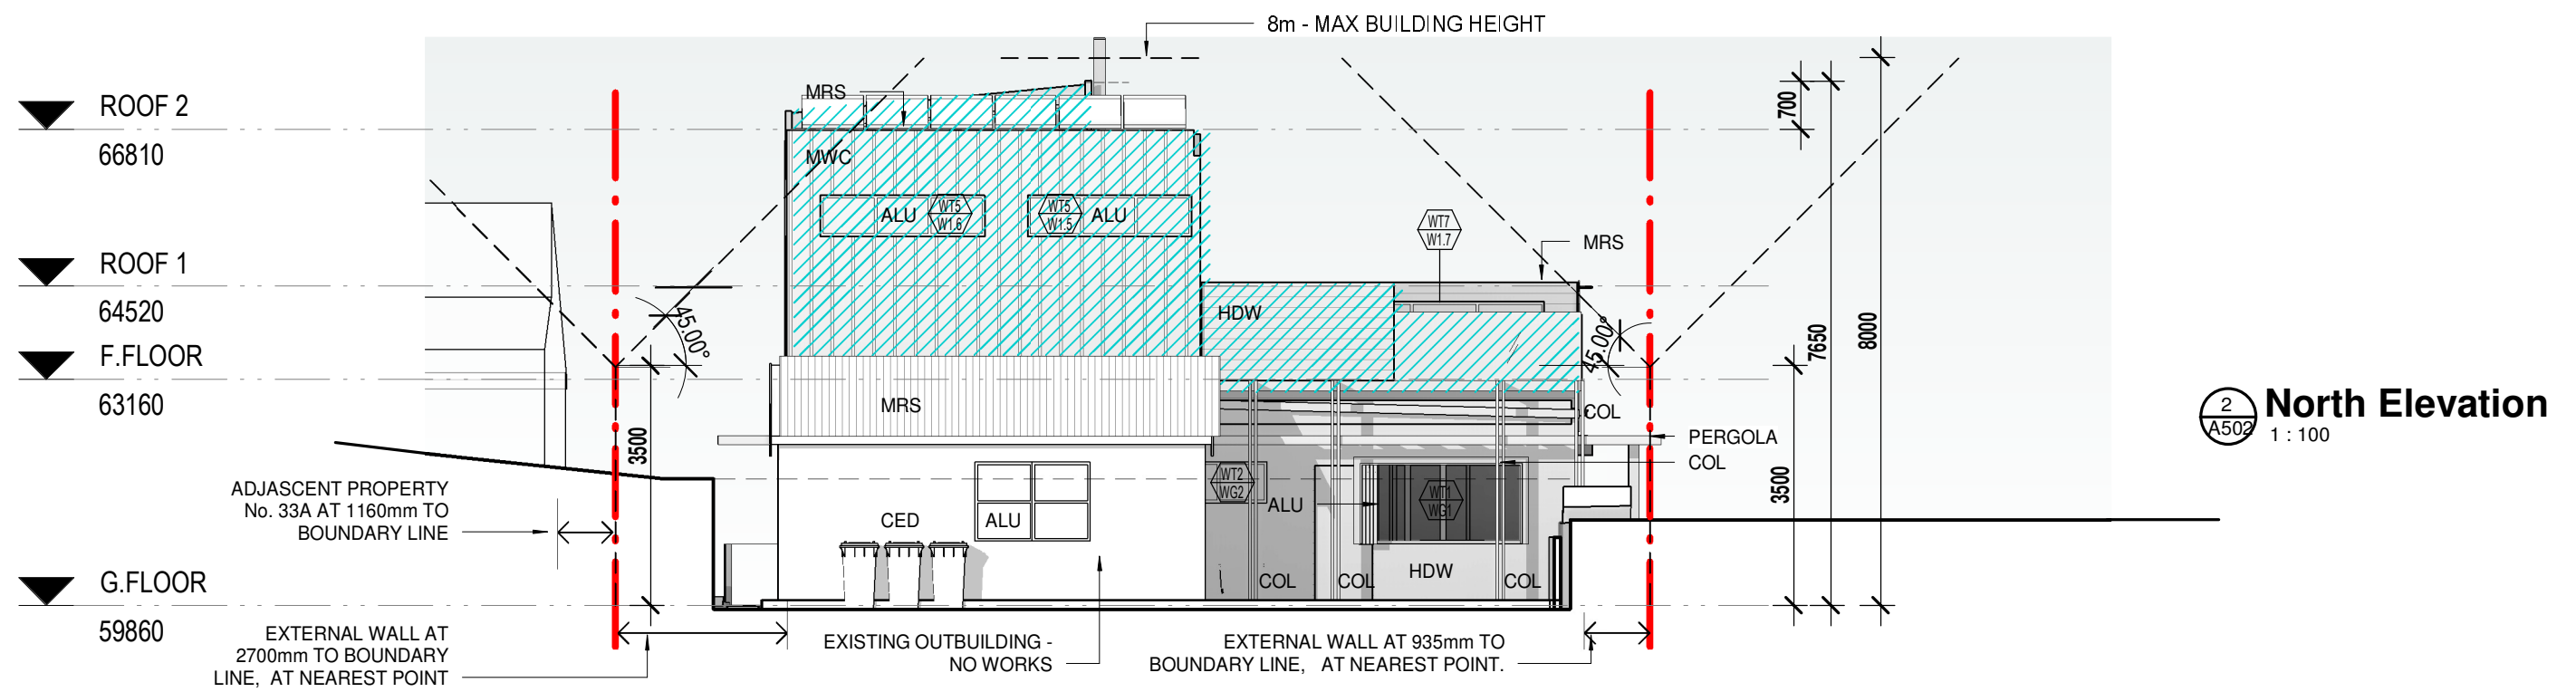 8m - MAX BUILDING HEIGHT
ROOF 2
66810
ROOF 1
64520
F.FLOOR
63160
G.FLOOR
59860
MRS
MWC
ALU
WT5
W1.6
WT5
W1.5
ALU
WT7
W1.7
MRS
HDW
45.00°
45.00°
700
7650
8000
3500
3500
MRS
COL
PERGOLA
COL
WT2
WG2
ALU
WT1
WG1
CED
ALU
COL
COL
HDW
COL
ADJASCENT PROPERTY
No. 33A AT 1160mm TO
BOUNDARY LINE
EXTERNAL WALL AT
2700mm TO BOUNDARY
LINE, AT NEAREST POINT
EXISTING OUTBUILDING -
NO WORKS
EXTERNAL WALL AT 935mm TO
BOUNDARY LINE, AT NEAREST POINT.
2
A502
North Elevation
1 : 100